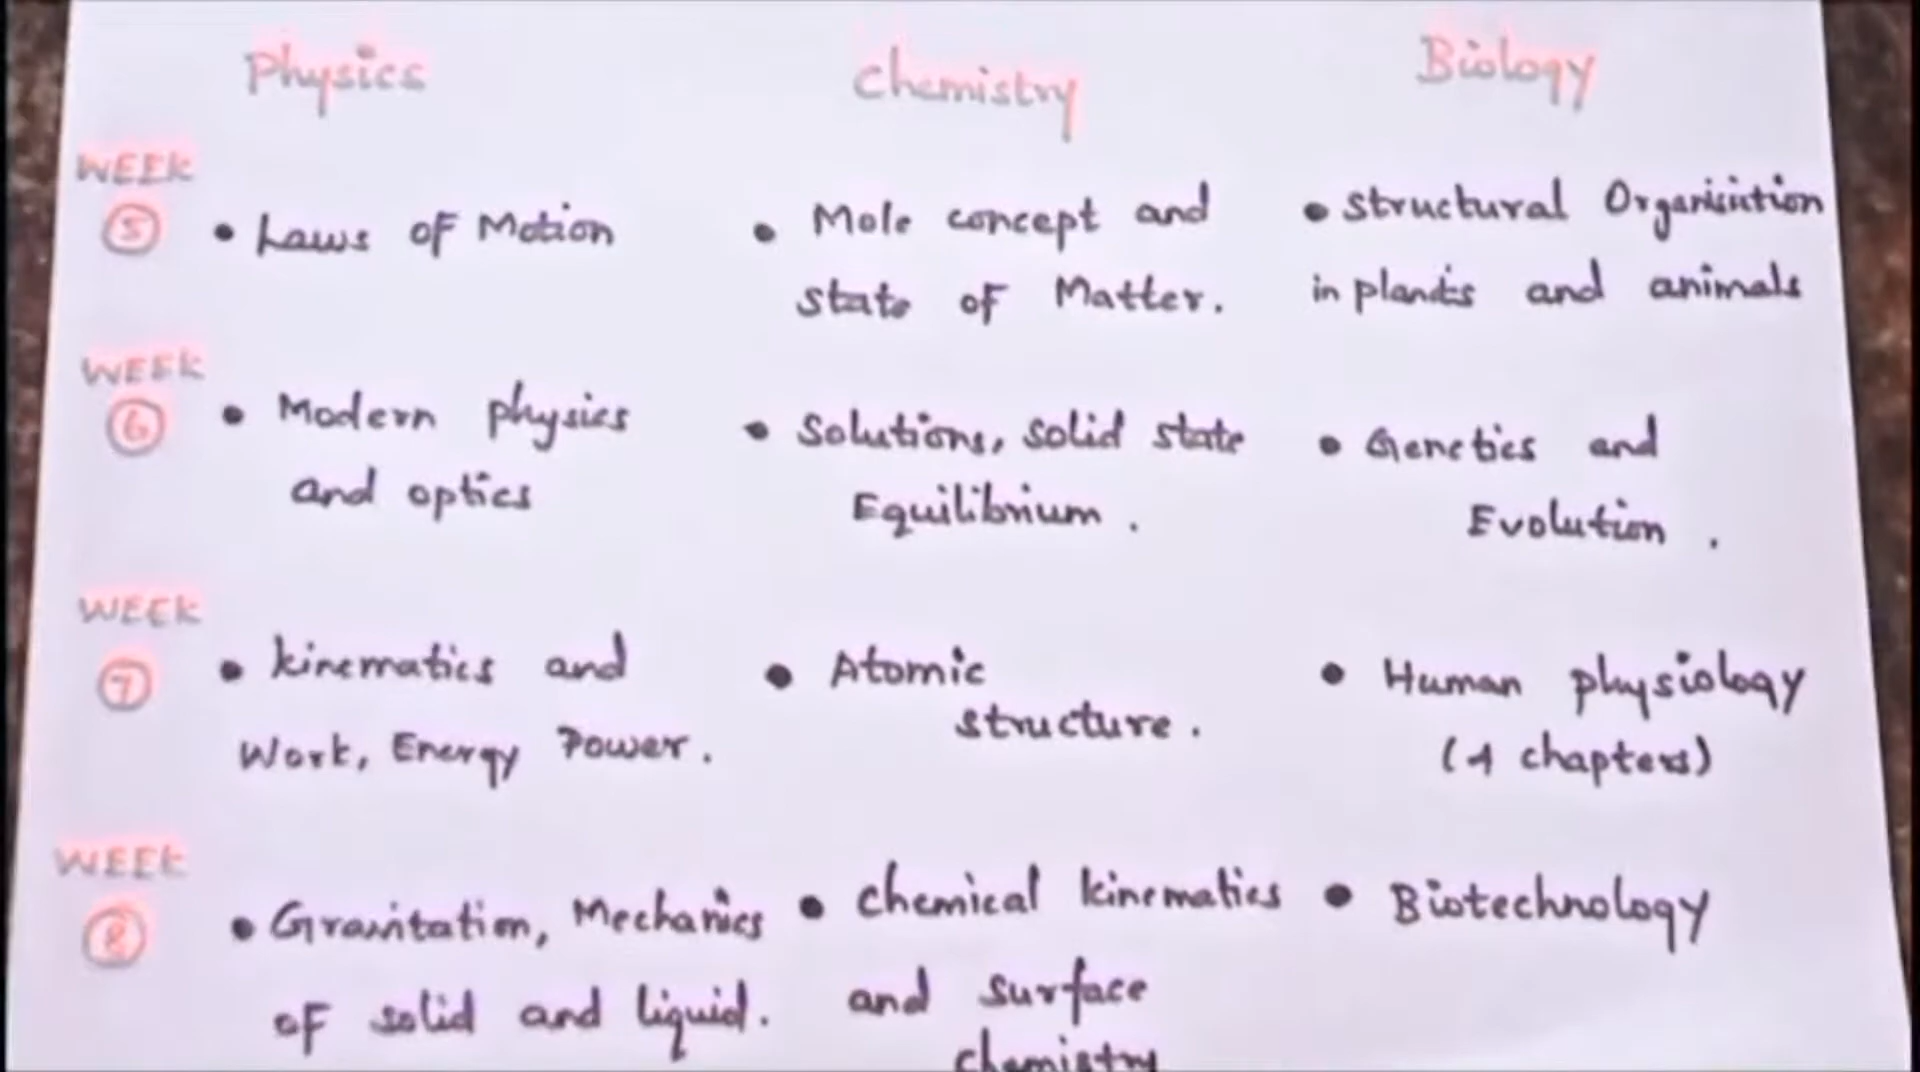 Physics Chemistry Biology
WEEK
5 • Laws of Motion • Mole concept and • Structural Organisation
state of Matter. in plants and animals
WEEK
6 • Modern physics • Solutions, solid state • Genetics and
and optics Equilibrium. Evolution.
WEEK
7 • kinematics and • Atomic • Human physiology
Work, Energy Power. structure. (4 chapters)
WEEK
8 • Gravitation, Mechanics • chemical kinematics • Biotechnology
of solid and liquid. and surface
chemistry